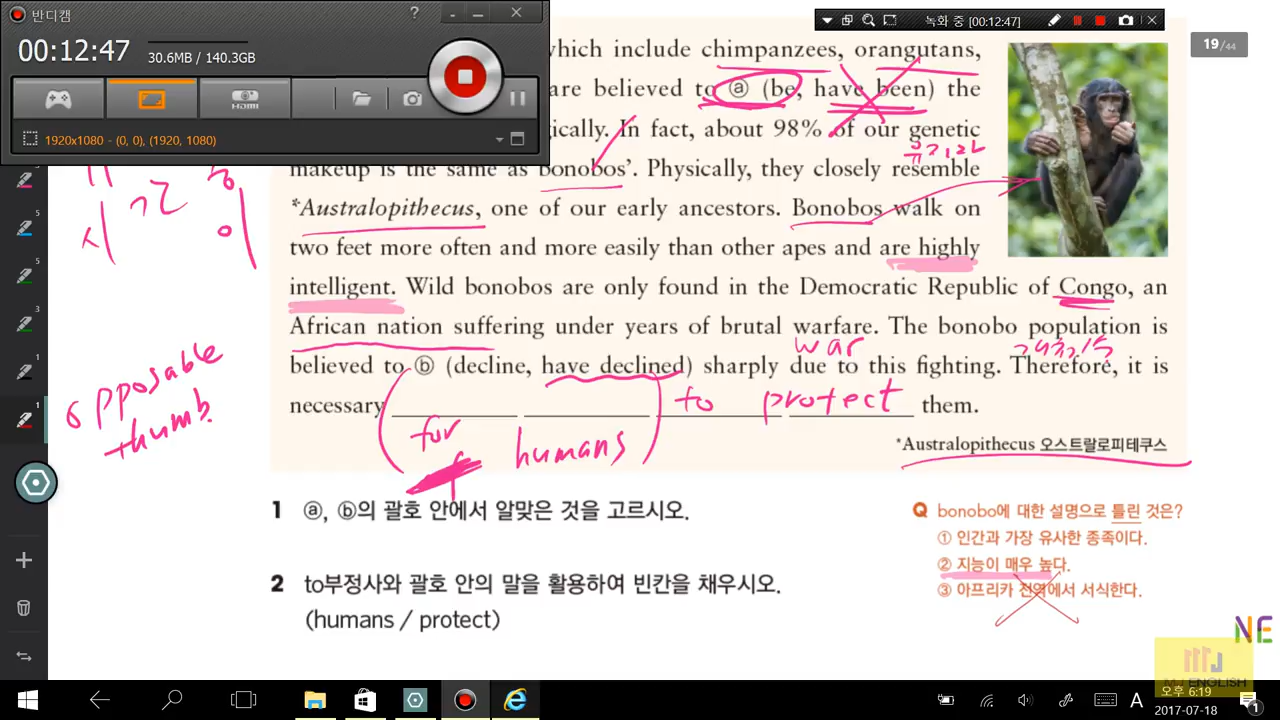 반디캠
00:12:47
30.6MB / 140.3GB
HDMI
1920x1080 - (0, 0), (1920, 1080)
녹화 중 [00:12:47]
19/44
which include chimpanzees, orangutans,
are believed to ⓐ (be, have been) the
gically. In fact, about 98% of our genetic
유전자
makeup is the same as bonobos'. Physically, they closely resemble
*Australopithecus, one of our early ancestors. Bonobos walk on
two feet more often and more easily than other apes and are highly
intelligent. Wild bonobos are only found in the Democratic Republic of Congo, an
African nation suffering under years of brutal warfare. The bonobo population is
war
believed to ⓑ (decline, have declined) sharply due to this fighting. Therefore, it is
necessary for humans to protect them.
*Australopithecus 오스트랄로피테쿠스
opposable
thumb
1 ⓐ, ⓑ의 괄호 안에서 알맞은 것을 고르시오.
2 to부정사와 괄호 안의 말을 활용하여 빈칸을 채우시오.
(humans / protect)
Q bonobo에 대한 설명으로 틀린 것은?
① 인간과 가장 유사한 종족이다.
② 지능이 매우 높다.
③ 아프리카 전역에서 서식한다.
NE
MJ ENGLISH
A
오후 6:19
2017-07-18
1